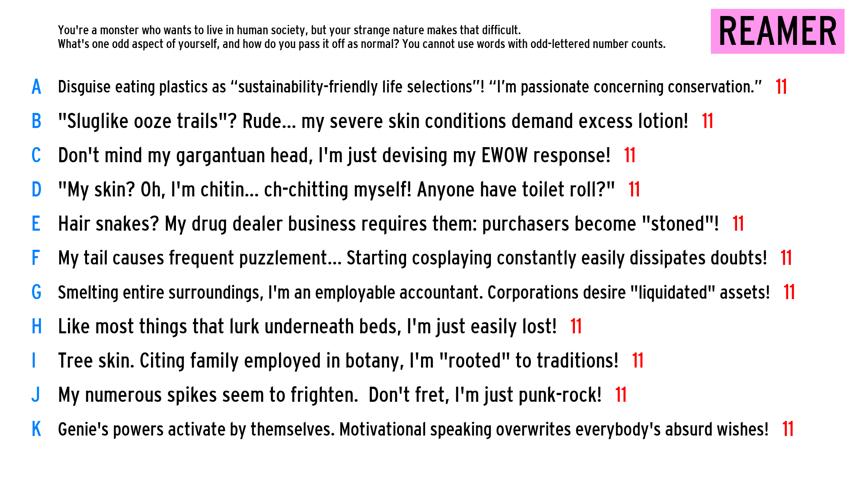 You're a monster who wants to live in human society, but your strange nature makes that difficult.
What's one odd aspect of yourself, and how do you pass it off as normal? You cannot use words with odd-lettered number counts.
REAMER
A Disguise eating plastics as “sustainability-friendly life selections”! “I’m passionate concerning conservation.” 11
B "Sluglike ooze trails"? Rude... my severe skin conditions demand excess lotion! 11
C Don't mind my gargantuan head, I'm just devising my EWOW response! 11
D "My skin? Oh, I'm chitin... ch-chitting myself! Anyone have toilet roll?" 11
E Hair snakes? My drug dealer business requires them: purchasers become "stoned"! 11
F My tail causes frequent puzzlement... Starting cosplaying constantly easily dissipates doubts! 11
G Smelting entire surroundings, I'm an employable accountant. Corporations desire "liquidated" assets! 11
H Like most things that lurk underneath beds, I'm just easily lost! 11
I Tree skin. Citing family employed in botany, I'm "rooted" to traditions! 11
J My numerous spikes seem to frighten.  Don't fret, I'm just punk-rock! 11
K Genie's powers activate by themselves. Motivational speaking overwrites everybody's absurd wishes! 11